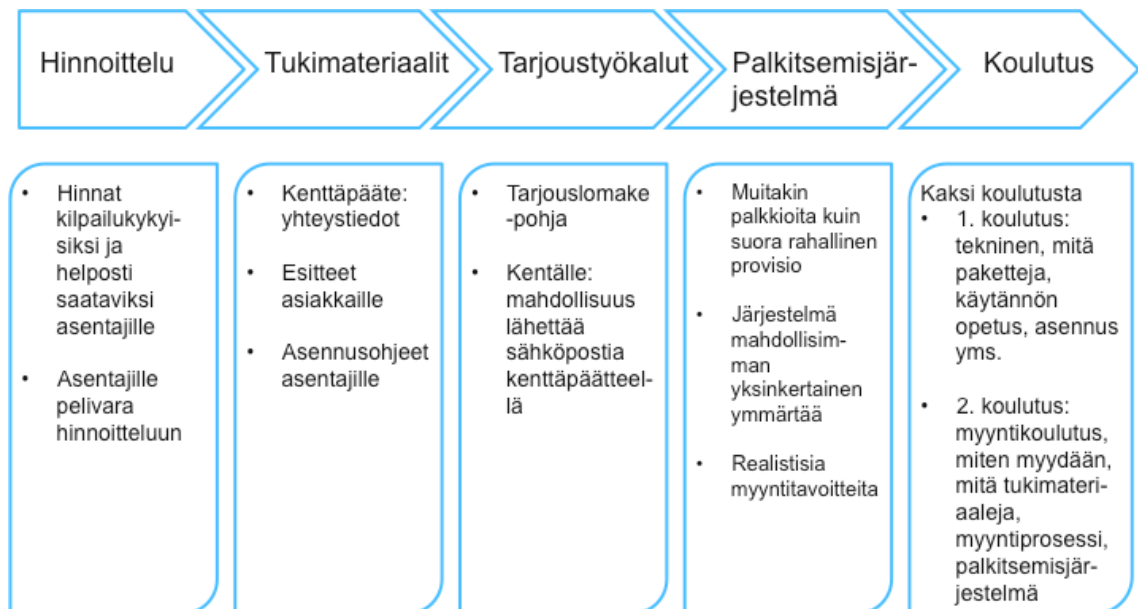 Hinnoittelu
Tukimateriaalit
Tarjoustyökalut
Palkitsemisjär-
jestelmä
Koulutus
• Hinnat
kilpailukykyi-
siksi ja
helposti
saataviksi
asentajille
• Asentajille
pelivara
hinnoitteluun
• Kenttäpääte:
yhteystiedot
• Esitteet
asiakkaille
• Asennusohjeet
asentajille
• Tarjouslomake
-pohja
• Kentälle:
mahdollisuus
lähettää
sähköpostia
kenttäpäätteel-
lä
• Muitakin
palkkioita kuin
suora rahallinen
provisio
• Järjestelmä
mahdollisim-
man
yksinkertainen
ymmärtää
• Realistisia
myyntitavoitteita
Kaksi koulutusta
• 1. koulutus:
tekninen, mitä
paketteja,
käytännön
opetus, asennus
yms.
• 2. koulutus:
myyntikoulutus,
miten myydään,
mitä tukimateri-
aaleja,
myyntiprosessi,
palkitsemisjär-
jestelmä